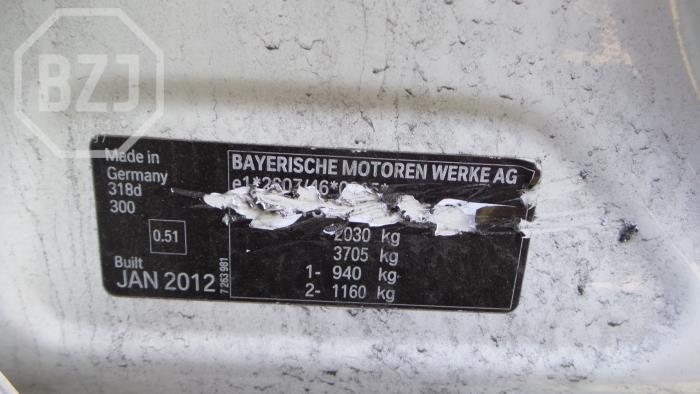 BZJ
Made in
Germany
318d
300
0.51
Built
JAN 2012
7 263 981
BAYERISCHE MOTOREN WERKE AG
2030 kg
3705 kg
1- 940 kg
2- 1160 kg